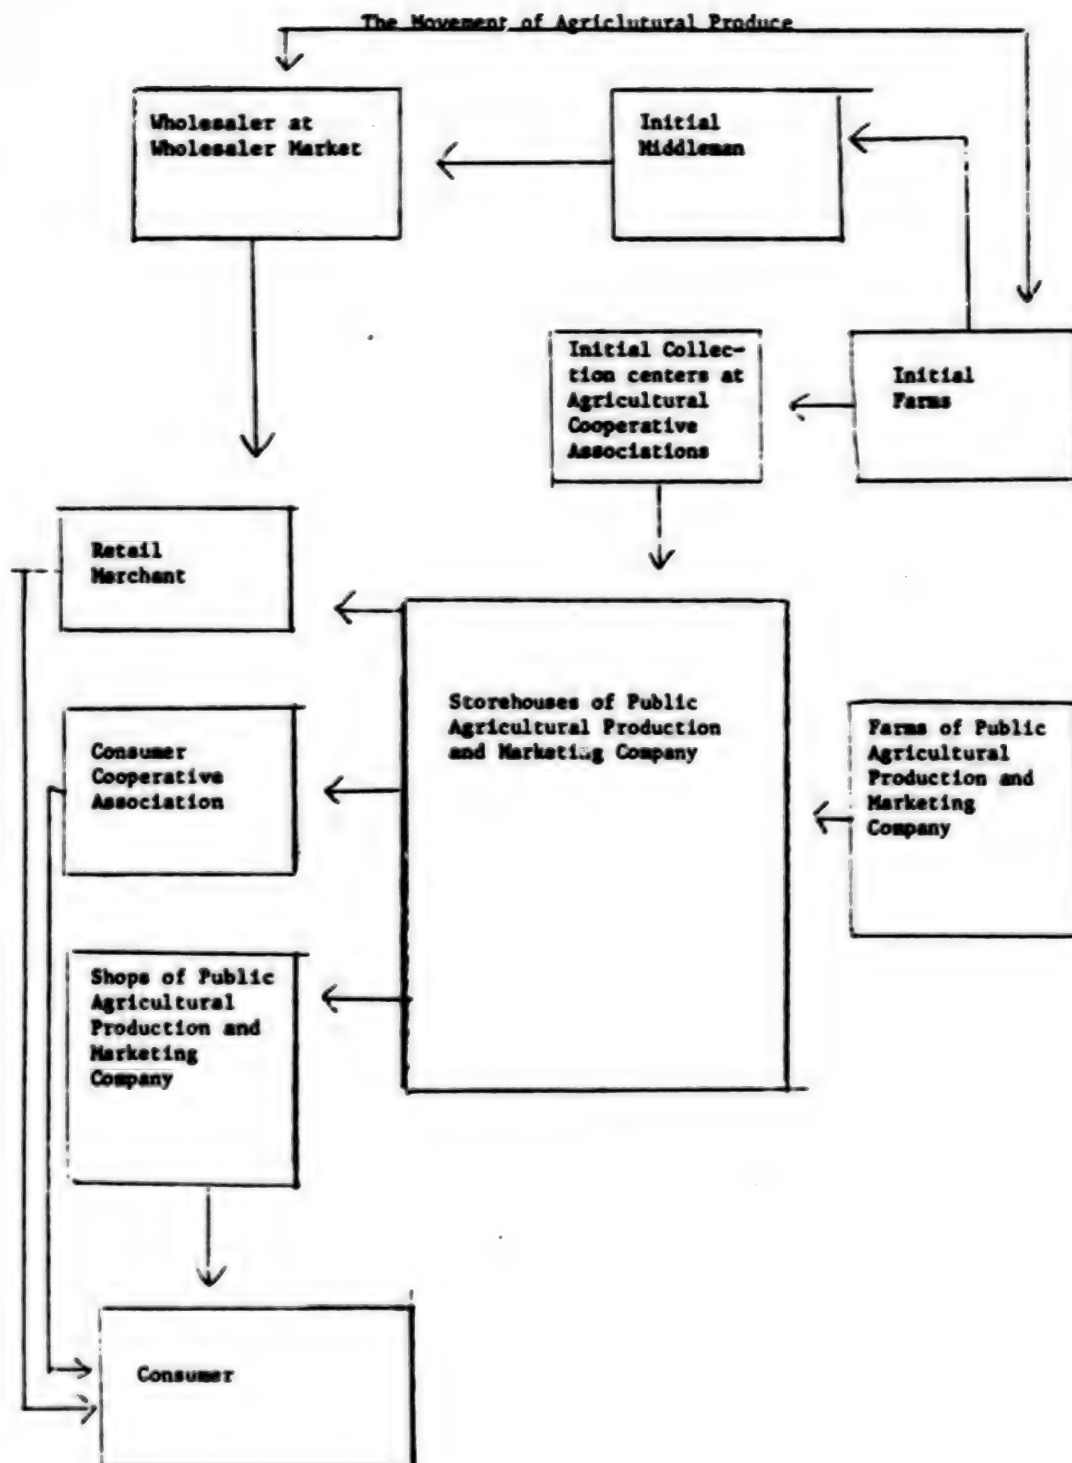 The Movement of Agriclutural Produce
Wholesaler at
Wholesaler Market
Initial
Middleman
Initial Collec-
tion centers at
Agricultural
Cooperative
Associations
Initial
Farms
Retail
Merchant
Storehouses of Public
Agricultural Production
and Marketing Company
Farms of Public
Agricultural
Production and
Marketing
Company
Consumer
Cooperative
Association
Shops of Public
Agricultural
Production and
Marketing
Company
Consumer